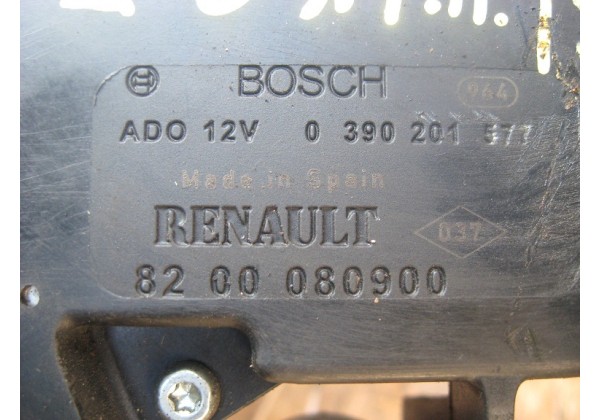 BOSCH 964
ADO 12V 0 390 201 577
Made in Spain
RENAULT 037
82 00 080900